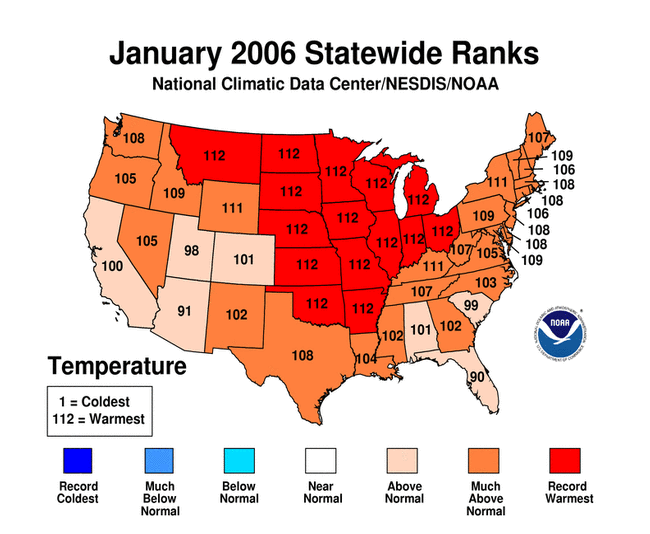 January 2006 Statewide Ranks
National Climatic Data Center/NESDIS/NOAA
108
112
112
112
107
109
106
108
108
106
108
108
109
105
109
111
112
112
112
111
109
105
98
101
112
112
112
112
112
112
107
105
100
91
102
112
112
112
111
107
103
99
102
101
102
104
108
90
NOAA
Temperature
1 = Coldest
112 = Warmest
Record
Coldest
Much
Below
Normal
Below
Normal
Near
Normal
Above
Normal
Much
Above
Normal
Record
Warmest